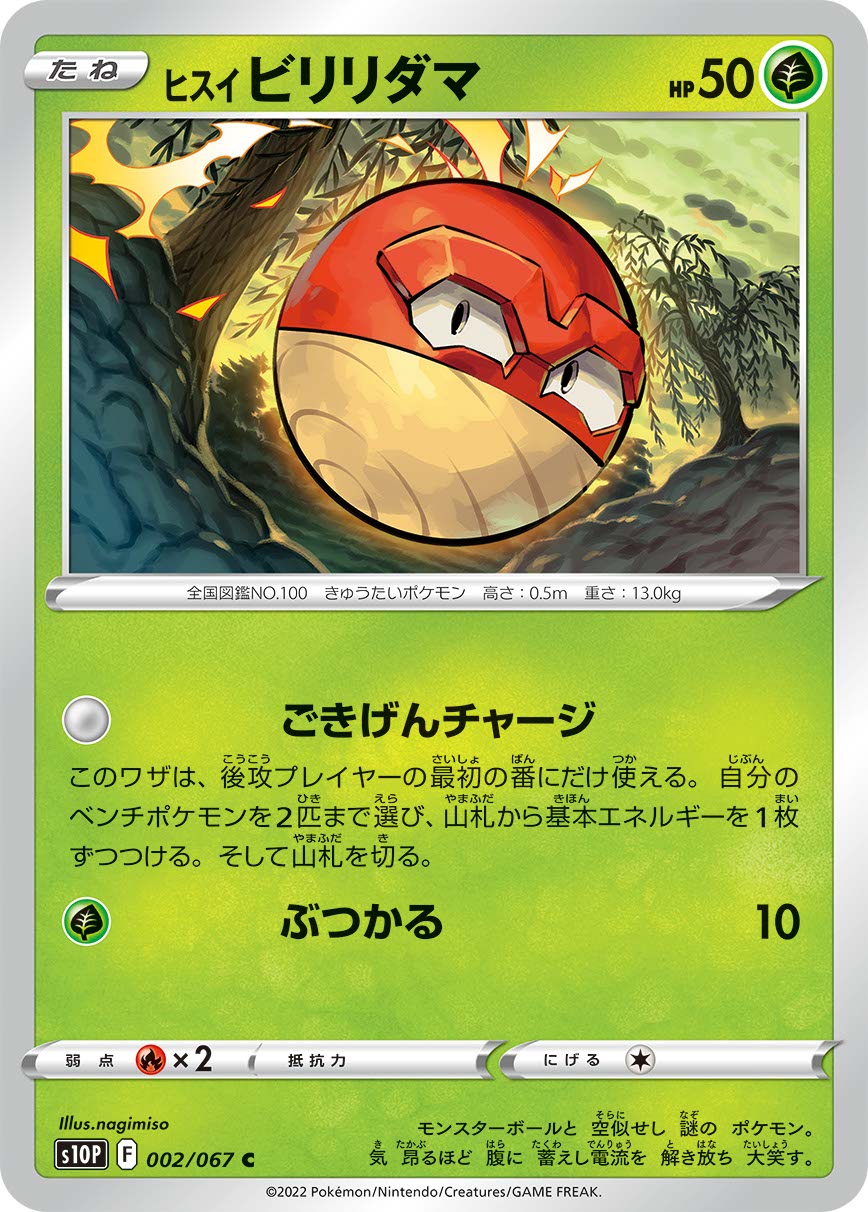 たね ヒスイ ビリリダマ HP50
全国図鑑NO.100 きゅうたいポケモン 高さ:0.5m 重さ:13.0kg
ごきげんチャージ
このワザは、後攻プレイヤーの最初の番にだけ使える。自分の
ベンチポケモンを2匹まで選び、山札から基本エネルギーを1枚
ずつつける。そして山札を切る。
ぶつかる 10
弱点 ×2 抵抗力 にげる
Illus.nagimiso
モンスターボールと 空似せし 謎の ポケモン。
気 昂るほど 腹に 蓄えし電流を 解き放ち 大笑す。
s10P F 002/067 C
©2022 Pokémon/Nintendo/Creatures/GAME FREAK.